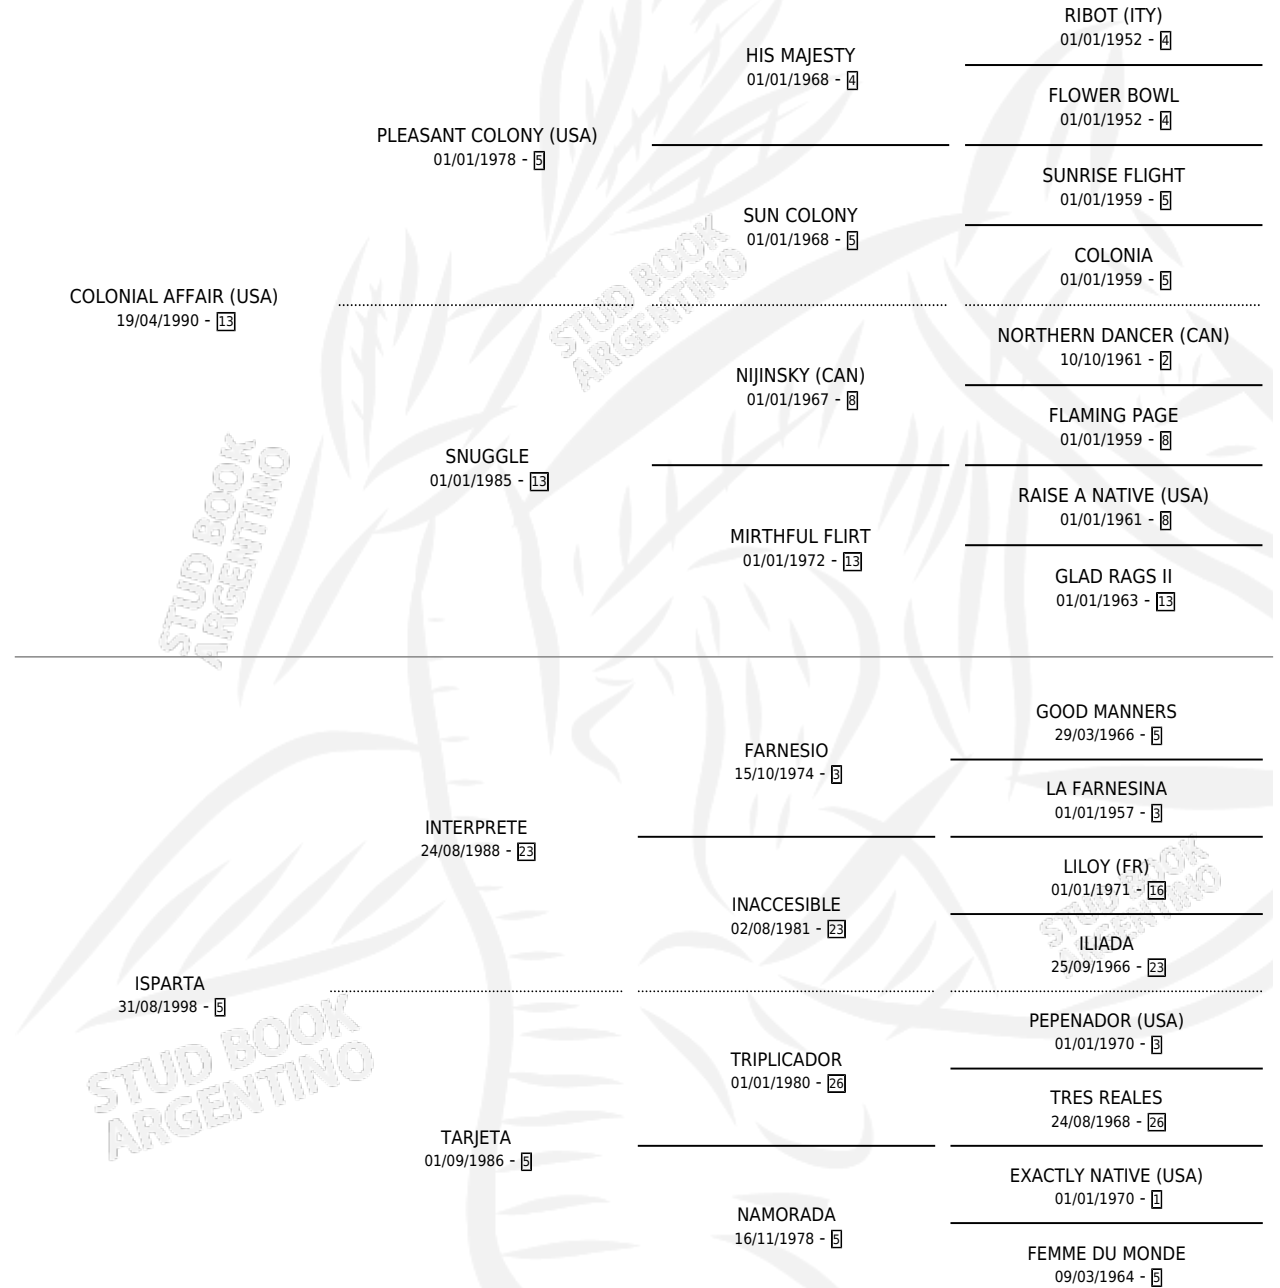 RIBOT (ITY)
01/01/1952 - 4
HIS MAJESTY
01/01/1968 - 4
FLOWER BOWL
01/01/1952 - 4
PLEASANT COLONY (USA)
01/01/1978 - 5
SUNRISE FLIGHT
01/01/1959 - 5
SUN COLONY
01/01/1968 - 5
COLONIA
01/01/1959 - 5
COLONIAL AFFAIR (USA)
19/04/1990 - 13
NORTHERN DANCER (CAN)
10/10/1961 - 2
NIJINSKY (CAN)
01/01/1967 - 8
FLAMING PAGE
01/01/1959 - 8
SNUGGLE
01/01/1985 - 13
RAISE A NATIVE (USA)
01/01/1961 - 8
MIRTHFUL FLIRT
01/01/1972 - 13
GLAD RAGS II
01/01/1963 - 13
GOOD MANNERS
29/03/1966 - 5
FARNESIO
15/10/1974 - 3
LA FARNESINA
01/01/1957 - 3
INTERPRETE
24/08/1988 - 23
LILOY (FR)
01/01/1971 - 16
INACCESIBLE
02/08/1981 - 23
ILIADA
25/09/1966 - 23
ISPARTA
31/08/1998 - 5
PEPENADOR (USA)
01/01/1970 - 3
TRIPLICADOR
01/01/1980 - 26
TRES REALES
24/08/1968 - 26
TARJETA
01/09/1986 - 5
EXACTLY NATIVE (USA)
01/01/1970 - 1
NAMORADA
16/11/1978 - 5
FEMME DU MONDE
09/03/1964 - 5
STUD BOOK
ARGENTINO
STUD BOOK
ARGENTINO
STUD BOOK
ARGENTINO
STUD BOOK
ARGENTINO